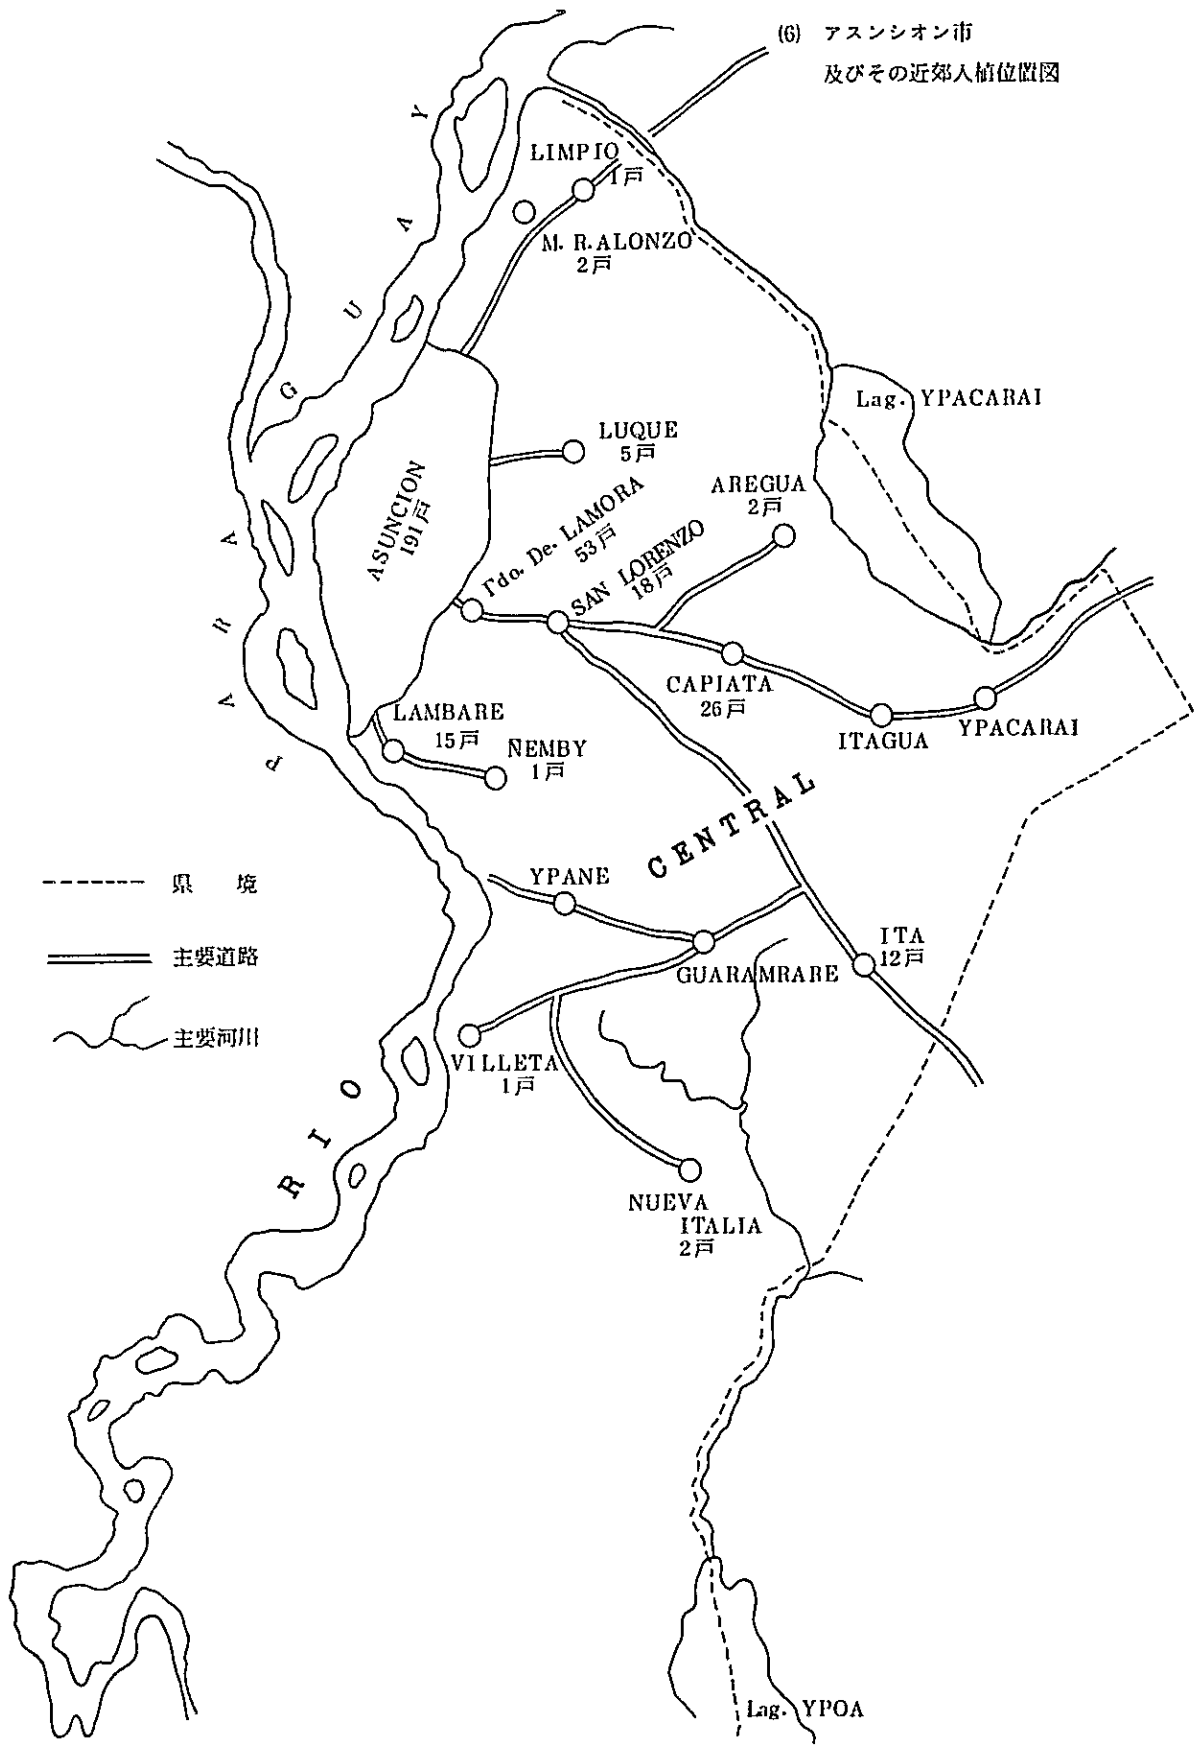 (6) アスンシオン市
及びその近郊入植位置図
LIMPIO
1戸
M. R. ALONZO
2戸
Lag. YPACARAI
LUQUE
5戸
AREGUA
2戸
ASUNCION
191戸
Fdo. De. LAMORA
53戸
SAN LORENZO
18戸
CAPIATA
26戸
ITAGUA
YPACARAI
LAMBARE
15戸
ÑEMBY
1戸
CENTRAL
YPANE
GUARAMRARE
ITA
12戸
VILLETA
1戸
NUEVA
ITALIA
2戸
RIO
PARAGUAY
県 境
主要道路
主要河川
Lag. YPOA